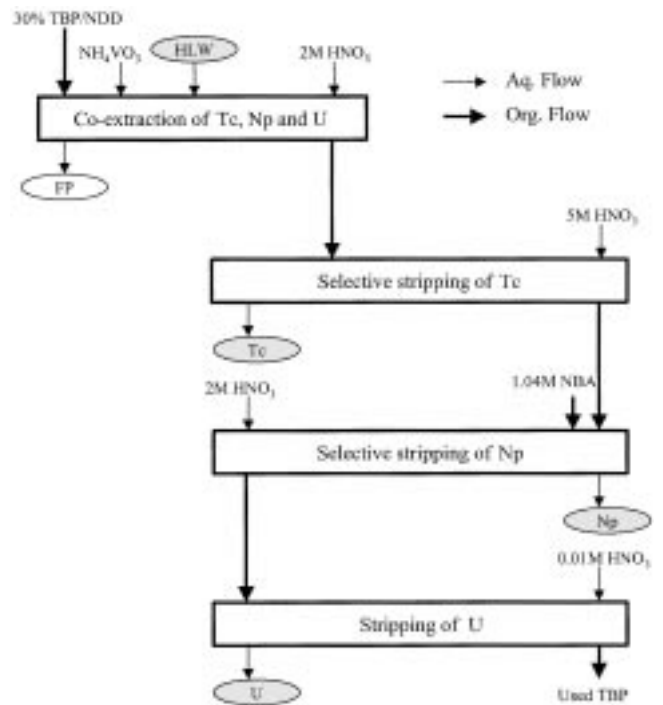 30% TBP/NDD
NH₄VO₃
HLW
2M HNO₃
Aq. Flow
Co-extraction of Tc, Np and U
Org. Flow
FP
5M HNO₃
Selective stripping of Tc
Tc
2M HNO₃
1.04M NBA
Selective stripping of Np
Np
0.01M HNO₃
Stripping of U
U
Used TBP